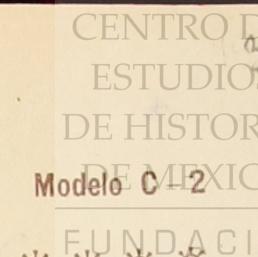 CENTRO D
ESTUDIO
DE HISTOR
DE MEXIC
Modelo C-2
FUNDACI